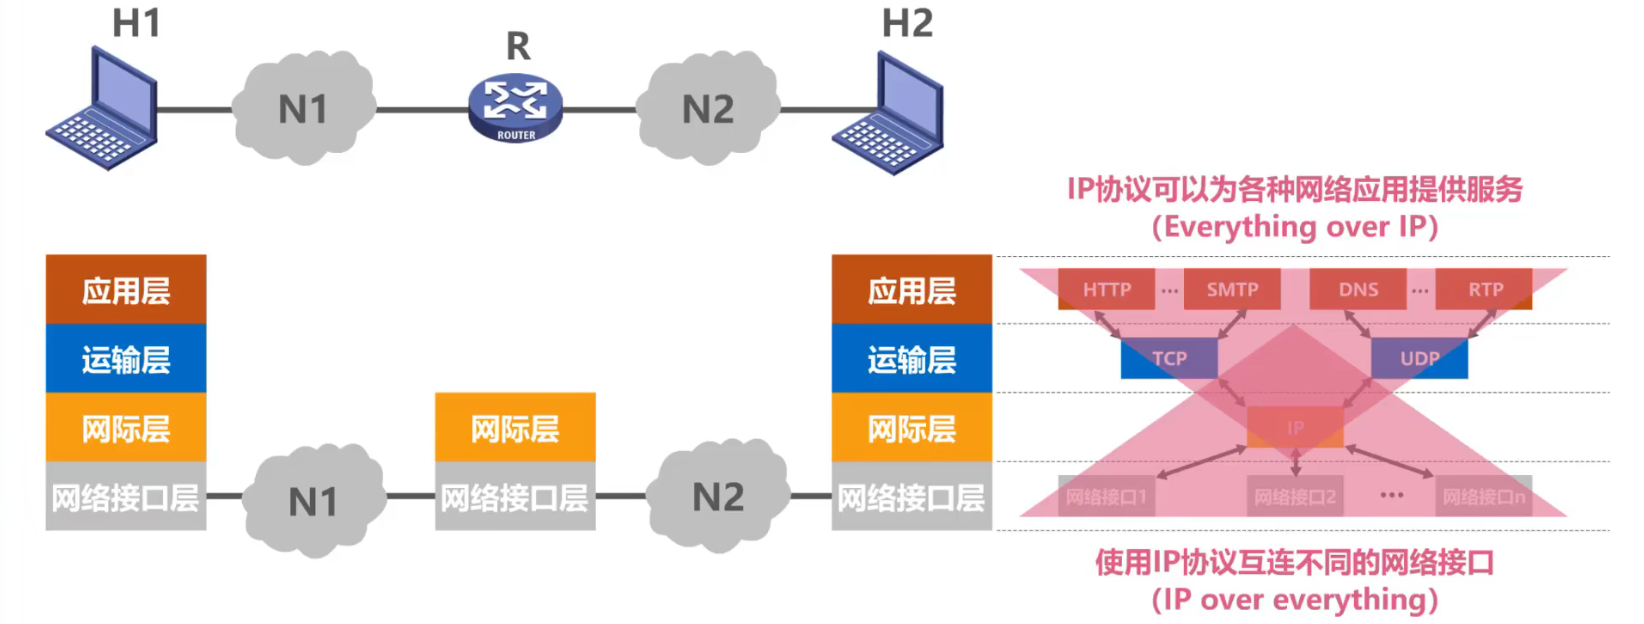 H1
R
H2
N1
N2
ROUTER
IP协议可以为各种网络应用提供服务
(Everything over IP)
应用层
运输层
网际层
网络接口层
N1
网际层
网络接口层
N2
应用层
运输层
网际层
网络接口层
HTTP ... SMTP DNS ... RTP
TCP UDP
IP
网络接口1 网络接口2 ... 网络接口n
使用IP协议互连不同的网络接口
(IP over everything)